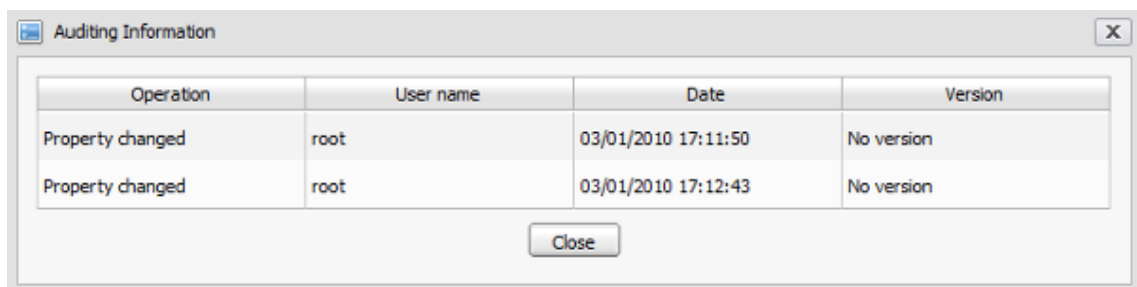 Auditing Information
Operation User name Date Version
Property changed root 03/01/2010 17:11:50 No version
Property changed root 03/01/2010 17:12:43 No version
Close